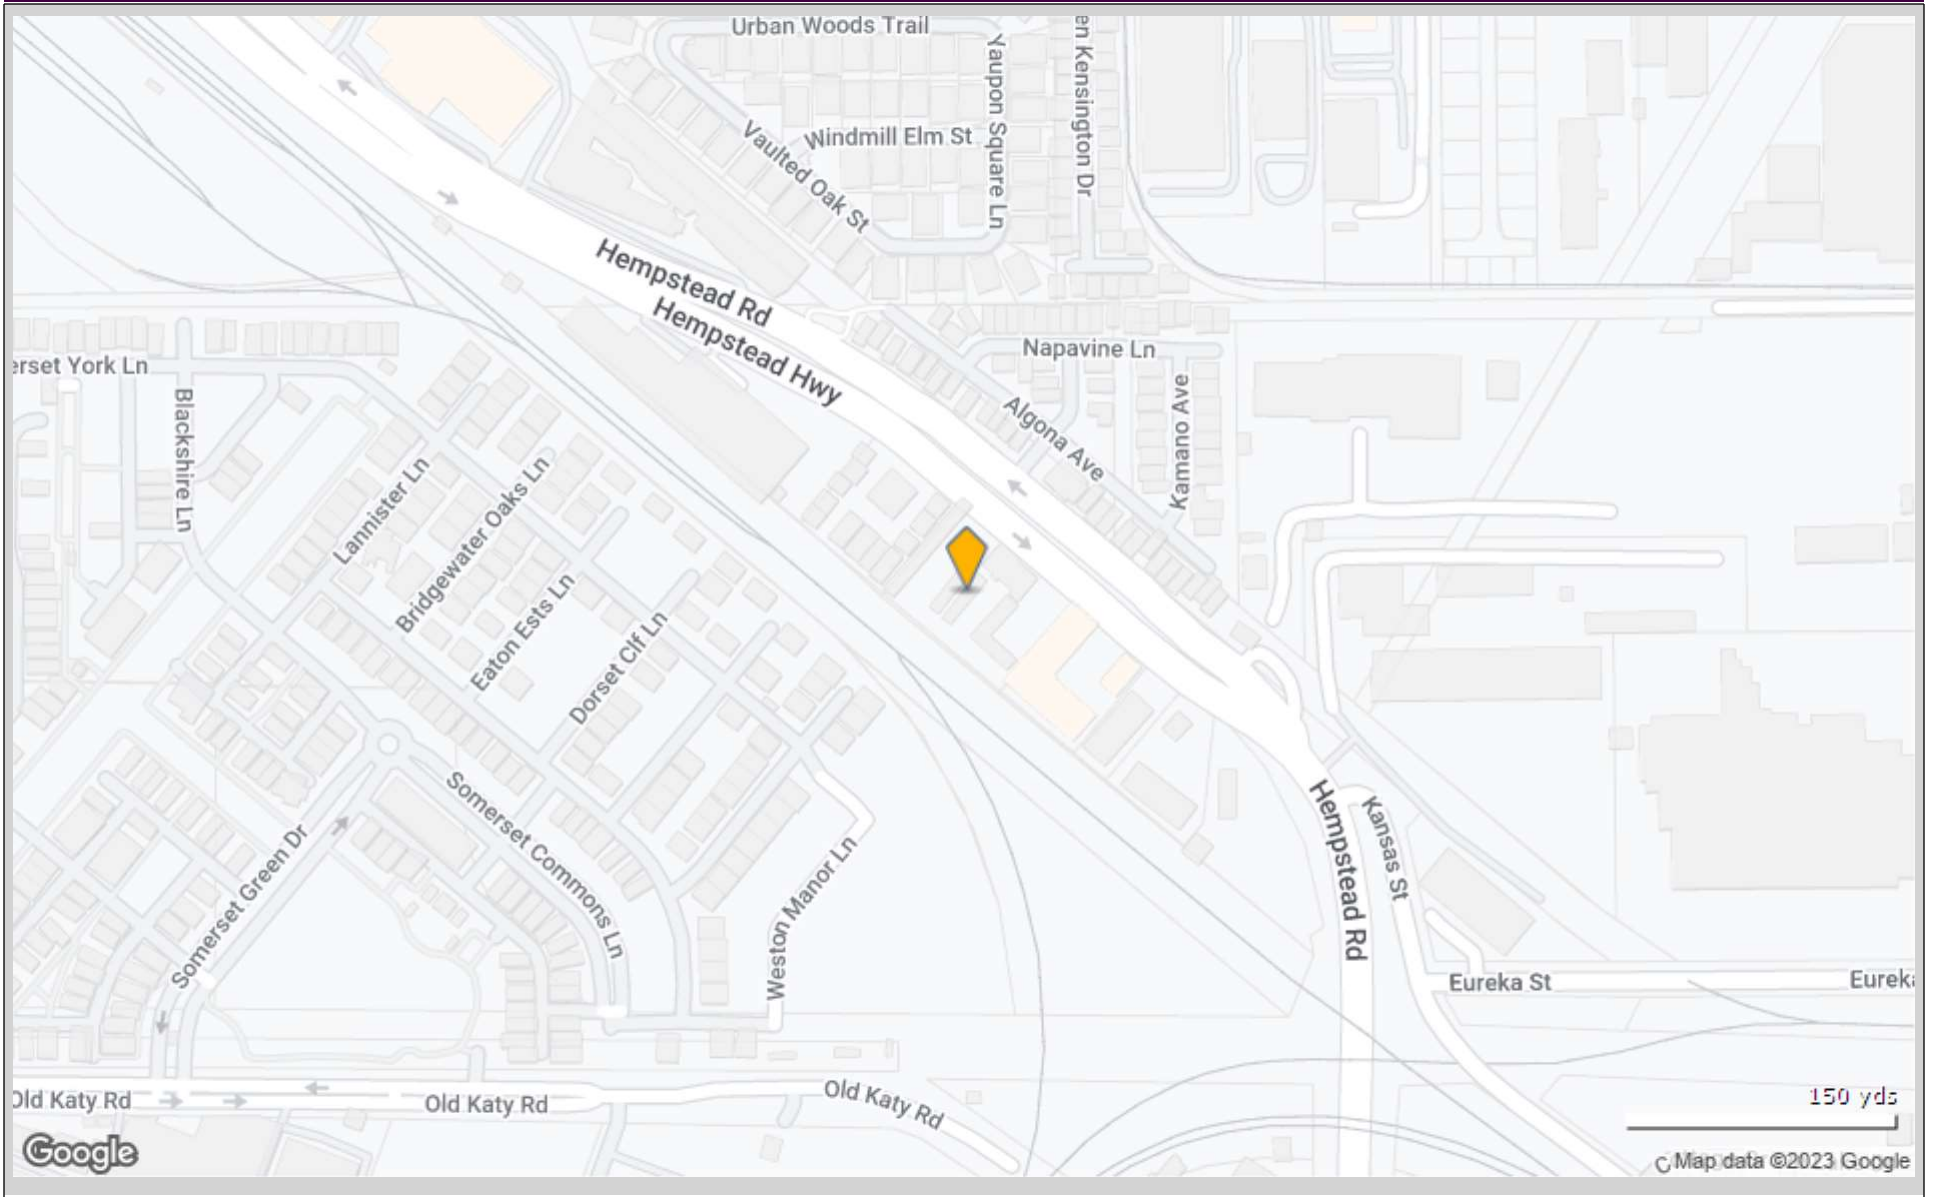 Urban Woods Trail
Yaupon Square Ln
en Kensington Dr
Windmill Elm St
Vaulted Oak St
Hempstead Rd
Hempstead Hwy
Napavine Ln
erset York Ln
Blackshire Ln
Algona Ave
Kamano Ave
Lannister Ln
Bridgewater Oaks Ln
Eaton Ests Ln
Dorset Clf Ln
Somerset Commons Ln
Somerset Green Dr
Weston Manor Ln
Hempstead Rd
Kansas St
Eureka St
Eureka
Old Katy Rd
Old Katy Rd
Old Katy Rd
150 yds
Google
Map data ©2023 Google